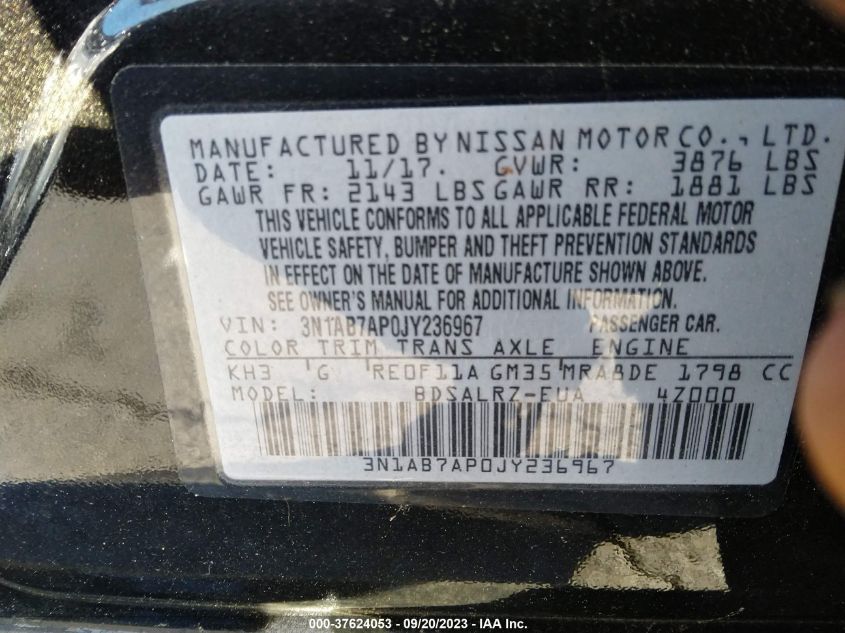 MANUFACTURED BY NISSAN MOTOR CO., LTD.
DATE: 11/17. GVWR: 3876 LBS
GAWR FR: 2143 LBS GAWR RR: 1881 LBS
THIS VEHICLE CONFORMS TO ALL APPLICABLE FEDERAL MOTOR
VEHICLE SAFETY, BUMPER AND THEFT PREVENTION STANDARDS
IN EFFECT ON THE DATE OF MANUFACTURE SHOWN ABOVE.
SEE OWNER'S MANUAL FOR ADDITIONAL INFORMATION.
VIN: 3N1AB7AP0JY236967 PASSENGER CAR.
COLOR TRIM TRANS AXLE ENGINE
KH3 G RE0F11A GM35 MRA8DE 1798 CC
MODEL: BDSALRZ-EUA 4Z000
3N1AB7AP0JY236967
000-37624053 - 09/20/2023 - IAA Inc.